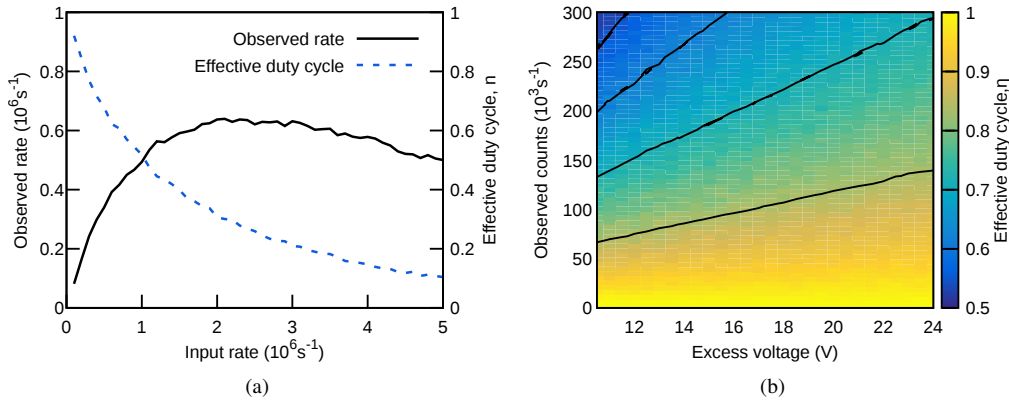 1
0.8
0.6
0.4
0.2
0
0 1 2 3 4 5
1
0.8
0.6
0.4
0.2
0
Observed rate (10⁶s⁻¹)
Observed rate
Effective duty cycle
Effective duty cycle, n
Input rate (10⁶s⁻¹)
(a)
300
250
200
150
100
50
0
12 14 16 18 20 22 24
Observed counts (10³s⁻¹)
Excess voltage (V)
1
0.9
0.8
0.7
0.6
0.5
Effective duty cycle,η
(b)